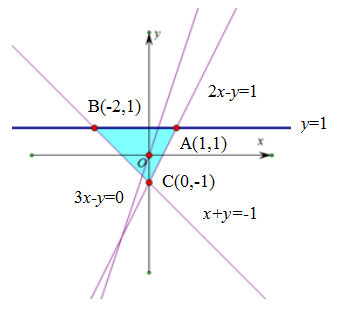 y
2x-y=1
B(-2,1)
y=1
A(1,1)
x
O
C(0,-1)
3x-y=0
x+y=-1